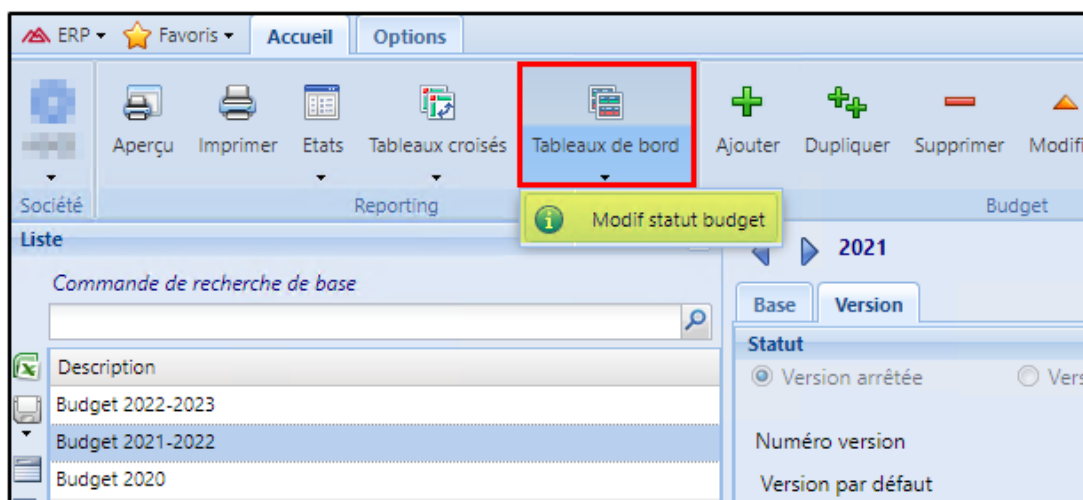 ERP Favoris Accueil Options
Aperçu Imprimer Etats Tableaux croisés Tableaux de bord Ajouter Dupliquer Supprimer Modifi
Société Reporting Budget
Modif statut budget
Liste
2021
Commande de recherche de base
Base Version
Statut
Description
Version arrêtée Vers
Budget 2022-2023
Budget 2021-2022
Numéro version
Budget 2020
Version par défaut